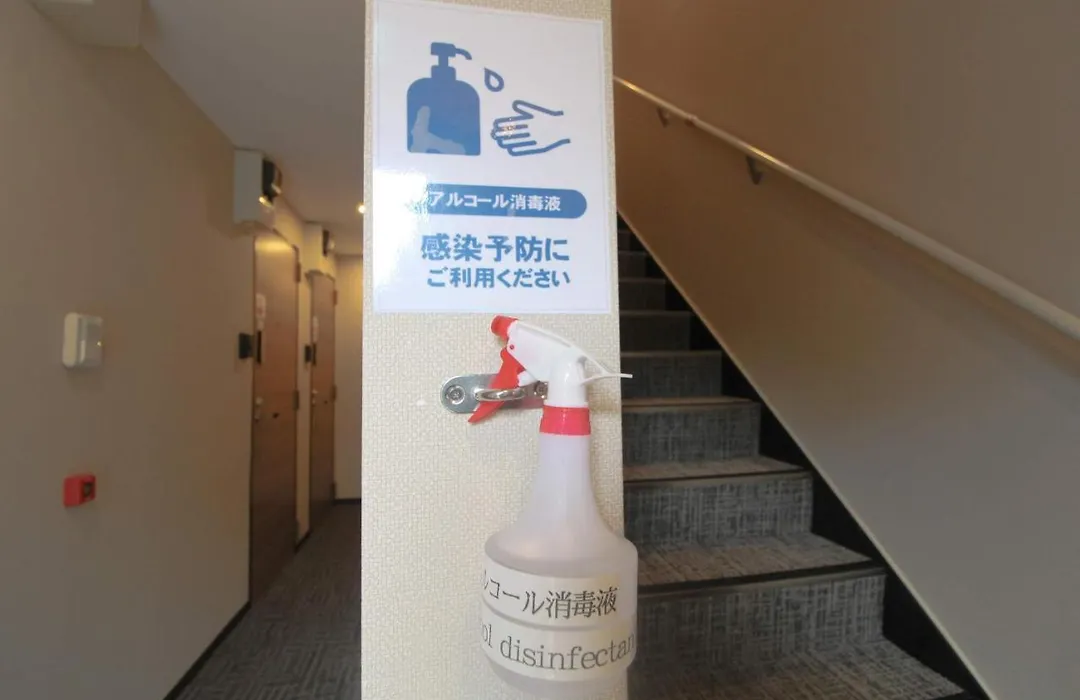 アルコール消毒液
感染予防に
ご利用ください
ルコール消毒液
ol disinfectan